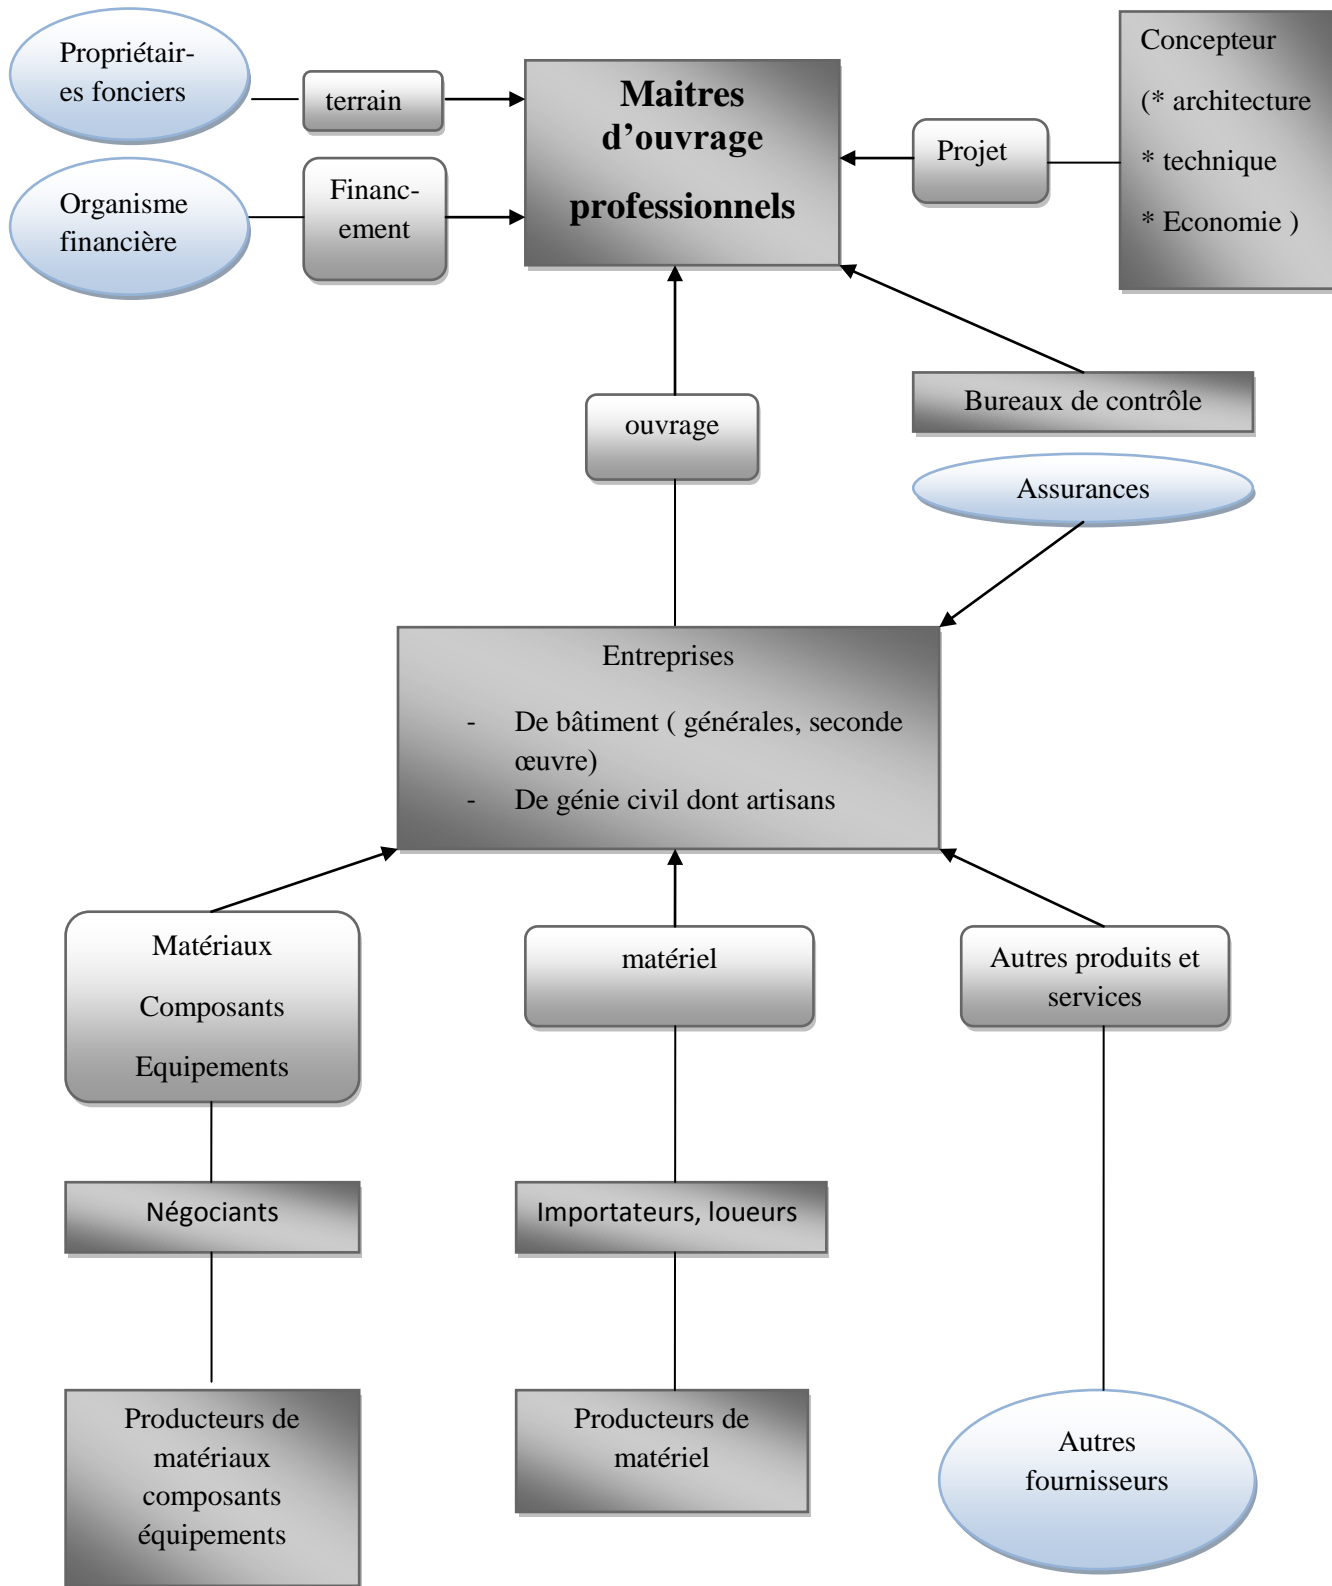 Propriétair-
es fonciers
terrain
Maitres
d’ouvrage
professionnels
Projet
Concepteur
(* architecture
* technique
* Economie )
Organisme
financière
Financ-
ement
Bureaux de contrôle
ouvrage
Assurances
Entreprises
- De bâtiment ( générales, seconde
œuvre)
- De génie civil dont artisans
Matériaux
Composants
Equipements
matériel
Autres produits et
services
Négociants
Importateurs, loueurs
Producteurs de
matériaux
composants
équipements
Producteurs de
matériel
Autres
fournisseurs